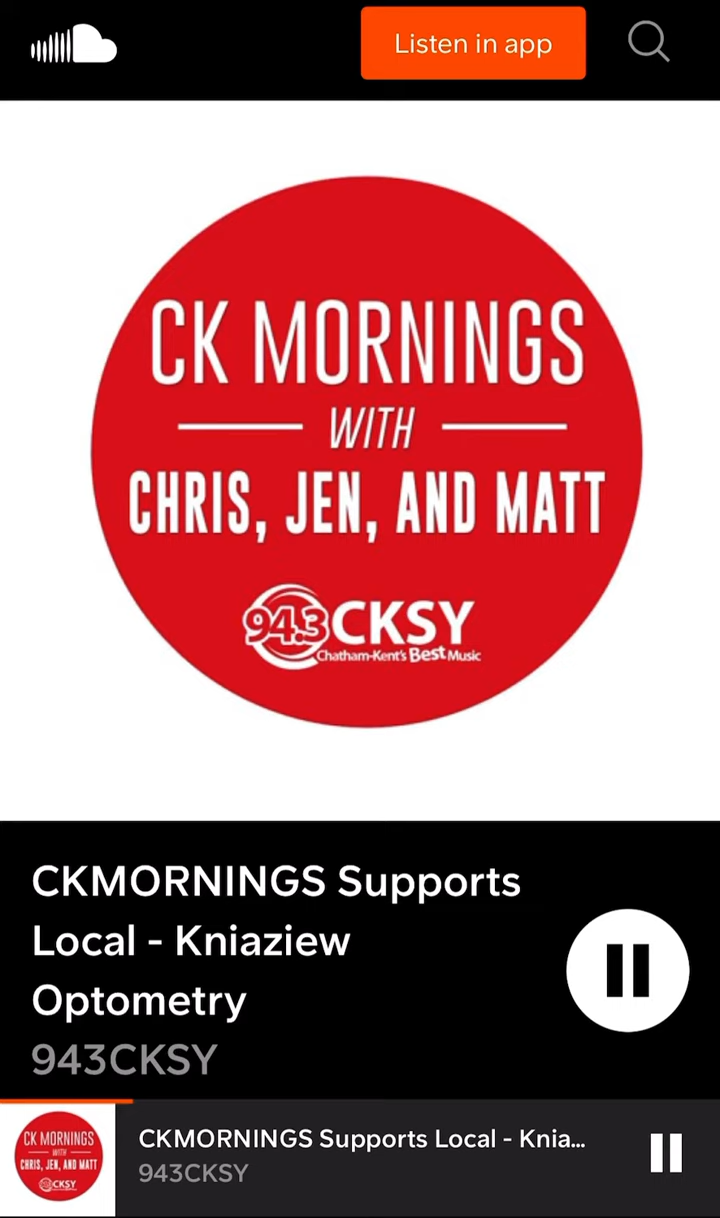 Listen in app
CK MORNINGS
WITH
CHRIS, JEN, AND MATT
94.3 CKSY
Chatham-Kent's Best Music
CKMORNINGS Supports
Local - Kniaziew
Optometry
943CKSY
CK MORNINGS
WITH
CHRIS, JEN, AND MATT
CKSY
CKMORNINGS Supports Local - Knia...
943CKSY